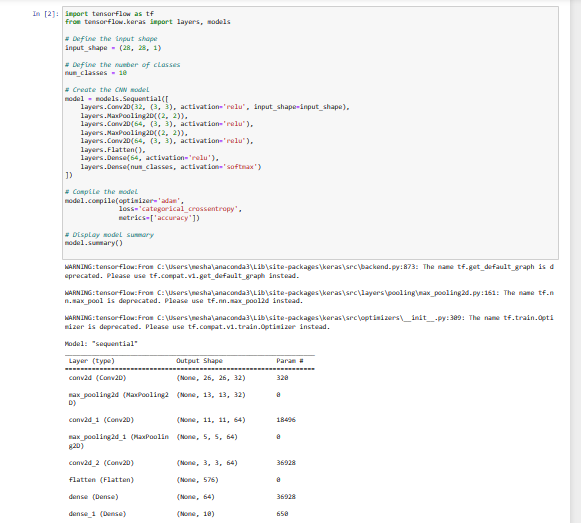 In [2]: import tensorflow as tf
from tensorflow.keras import layers, models
# Define the input shape
input_shape = (28, 28, 1)
# Define the number of classes
num_classes = 10
# Create the CNN model
model = models.Sequential([
layers.Conv2D(32, (3, 3), activation='relu', input_shape=input_shape),
layers.MaxPooling2D((2, 2)),
layers.Conv2D(64, (3, 3), activation='relu'),
layers.MaxPooling2D((2, 2)),
layers.Conv2D(64, (3, 3), activation='relu'),
layers.Flatten(),
layers.Dense(64, activation='relu'),
layers.Dense(num_classes, activation='softmax')
])
# Compile the model
model.compile(optimizer='adam',
loss='categorical_crossentropy',
metrics=['accuracy'])
# Display model summary
model.summary()
WARNING:tensorflow:From C:\Users\mesha\anaconda3\Lib\site-packages\keras\src\backend.py:873: The name tf.get_default_graph is d
eprecated. Please use tf.compat.v1.get_default_graph instead.
WARNING:tensorflow:From C:\Users\mesha\anaconda3\Lib\site-packages\keras\src\layers\pooling\max_pooling2d.py:161: The name tf.n
n.max_pool is deprecated. Please use tf.nn.max_pool2d instead.
WARNING:tensorflow:From C:\Users\mesha\anaconda3\Lib\site-packages\keras\src\optimizers\__init__.py:309: The name tf.train.Opti
mizer is deprecated. Please use tf.compat.v1.train.Optimizer instead.
Model: "sequential"
Layer (type) Output Shape Param #
conv2d (Conv2D) (None, 26, 26, 32) 320
max_pooling2d (MaxPooling2 (None, 13, 13, 32) 0
D)
conv2d_1 (Conv2D) (None, 11, 11, 64) 18496
max_pooling2d_1 (MaxPoolin (None, 5, 5, 64) 0
g2D)
conv2d_2 (Conv2D) (None, 3, 3, 64) 36928
flatten (Flatten) (None, 576) 0
dense (Dense) (None, 64) 36928
dense_1 (Dense) (None, 10) 650